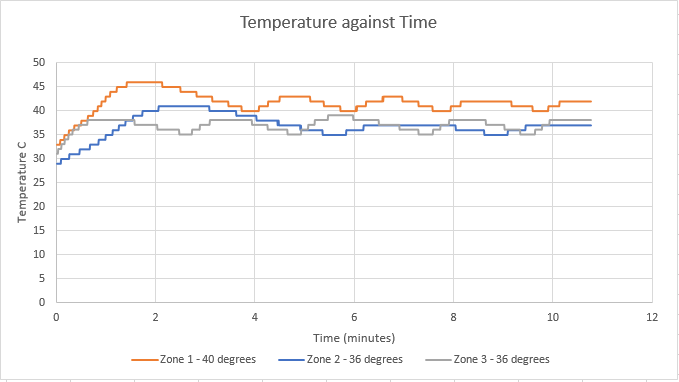 Temperature against Time
50
45
40
35
30
25
20
15
10
5
0
Temperature C
0 2 4 6 8 10 12
Time (minutes)
Zone 1 - 40 degrees Zone 2 - 36 degrees Zone 3 - 36 degrees